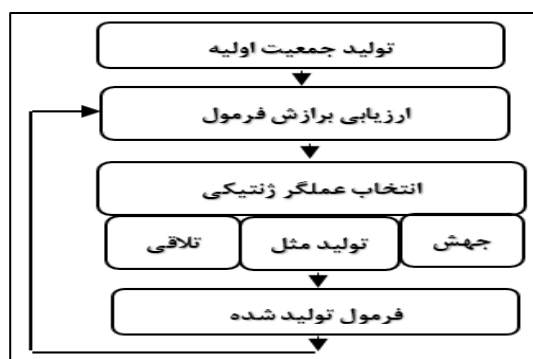 تولید جمعیت اولیه
ارزیابی برازش فرمول
انتخاب عملگر ژنتیکی
جهش
تولید مثل
تلاقی
فرمول تولید شده